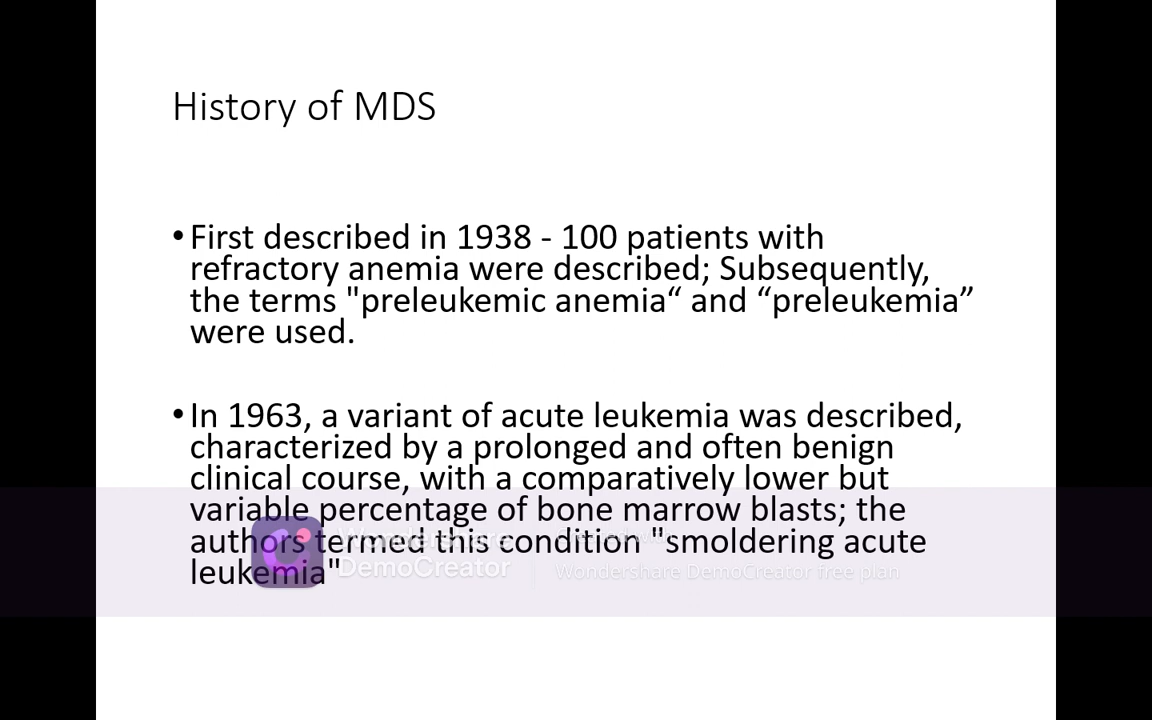 History of MDS
•First described in 1938 - 100 patients with
refractory anemia were described; Subsequently,
the terms "preleukemic anemia“ and “preleukemia”
were used.
•In 1963, a variant of acute leukemia was described,
characterized by a prolonged and often benign
clinical course, with a comparatively lower but
variable percentage of bone marrow blasts; the
authors termed this condition "smoldering acute
leukemia"
Wondershare
DemoCreator
Wondershare DemoCreator free plan